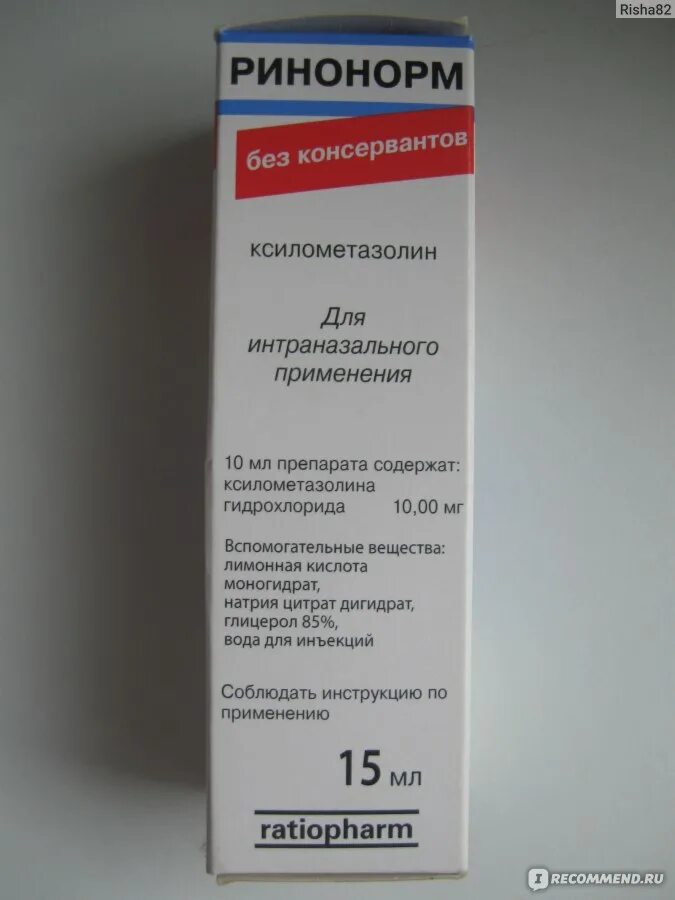 Risha82
РИНОНОРМ
без консервантов
ксилометазолин
Для
интраназального
применения
10 мл препарата содержат:
ксилометазолина
гидрохлорида 10,00 мг
Вспомогательные вещества:
лимонная кислота
моногидрат,
натрия цитрат дигидрат,
глицерол 85%,
вода для инъекций
Соблюдать инструкцию по
применению
15 мл
ratiopharm
IRECOMMEND.RU